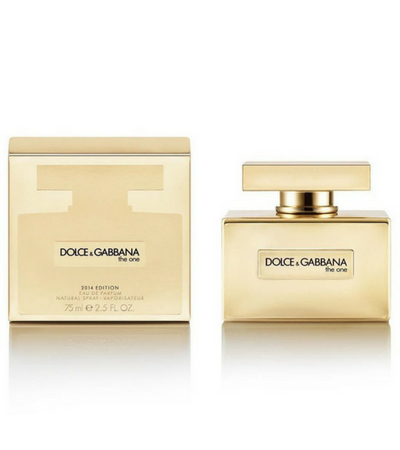 DOLCE & GABBANA
the one
2014 EDITION
EAU DE PARFUM
NATURAL SPRAY / VAPORISATEUR
75 ml ℮ 2.5 FL. OZ.
DOLCE & GABBANA
the one